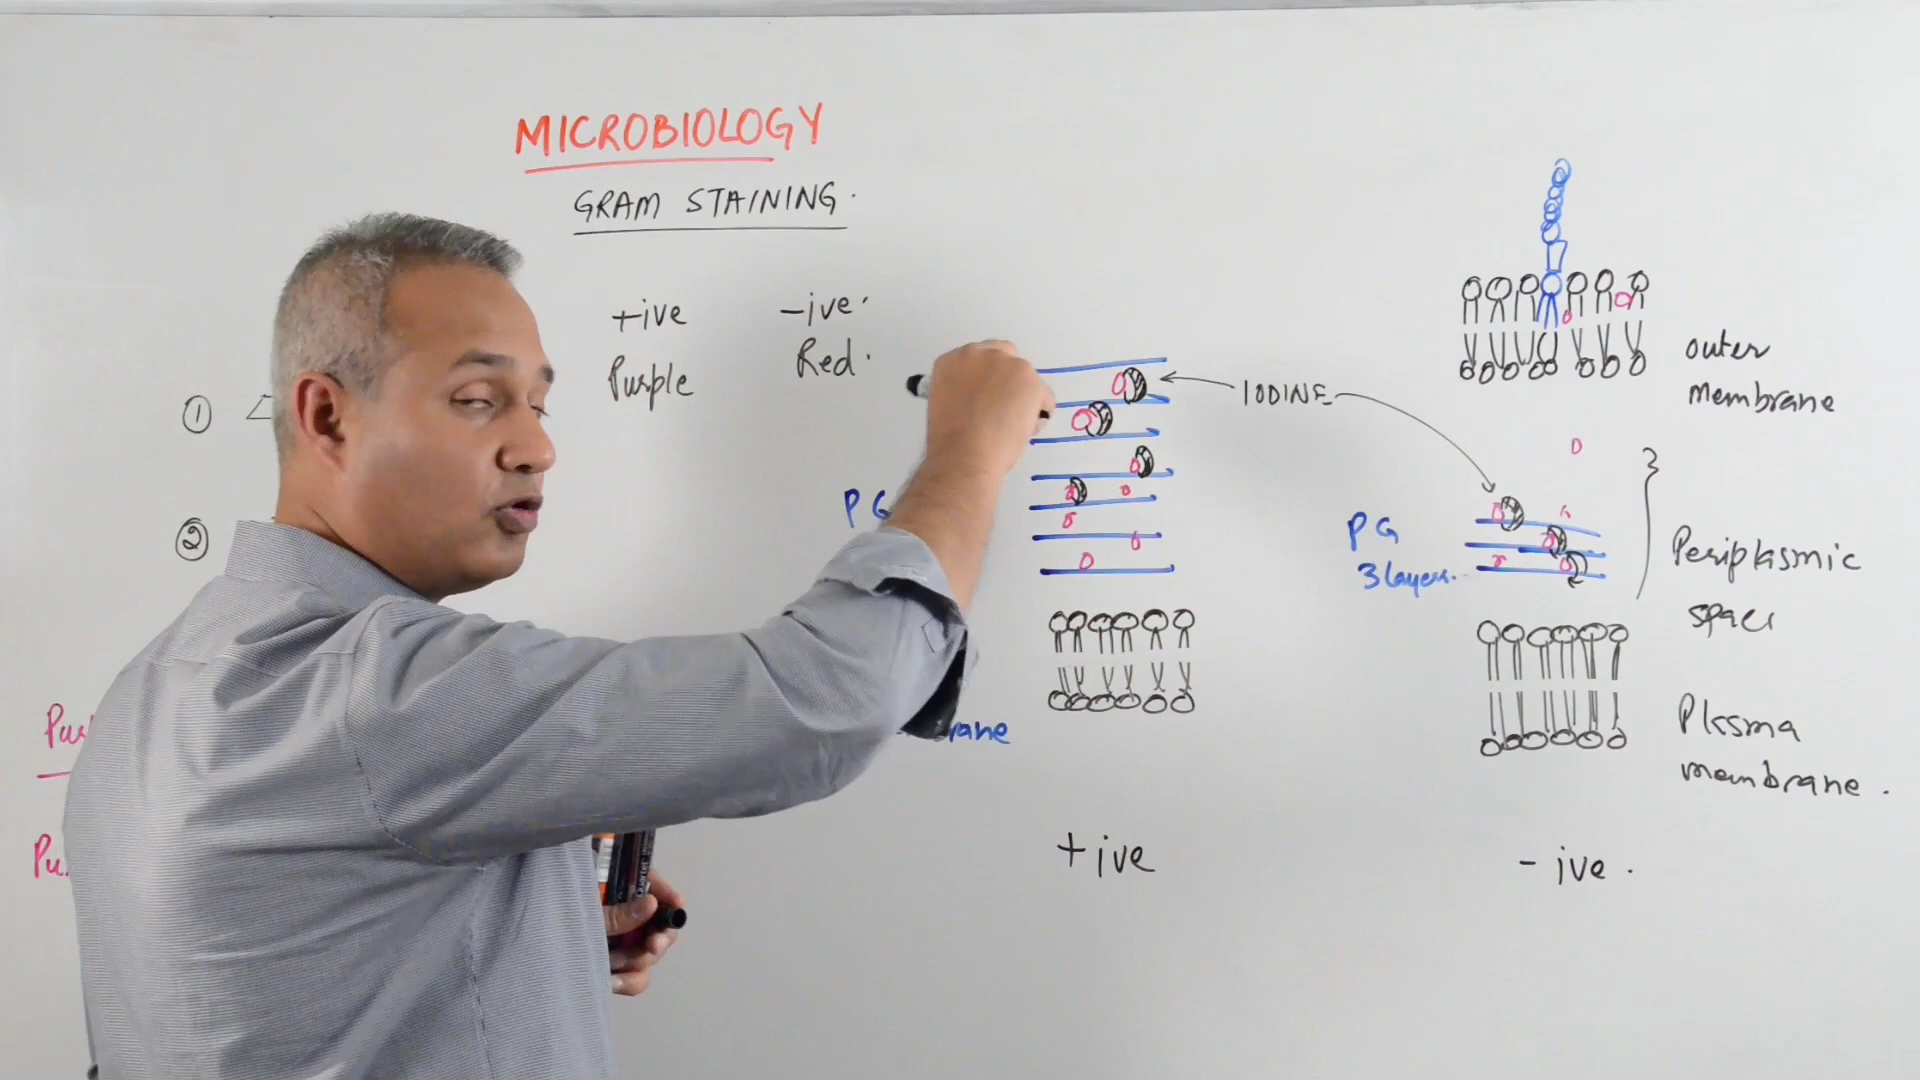 MICROBIOLOGY
GRAM STAINING.
+ive
-ive
Purple
Red.
1
2
PG
IODINE
outer
membrane
PG
3 layers..
Periplasmic
space
Plasma
membrane.
+ive
-ive.